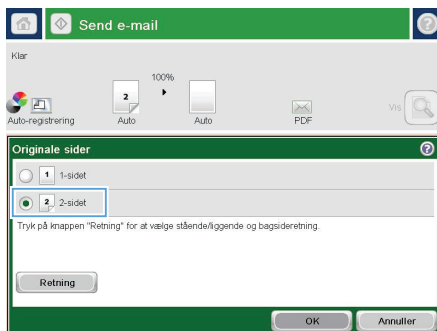 Send e-mail
Klar
100%
2
Auto-registrering
Auto
Auto
PDF
Vis
Originale sider
1 1-sidet
2 2-sidet
Tryk på knappen "Retning" for at vælge stående/liggende og bagsideretning.
Retning
OK
Annuller